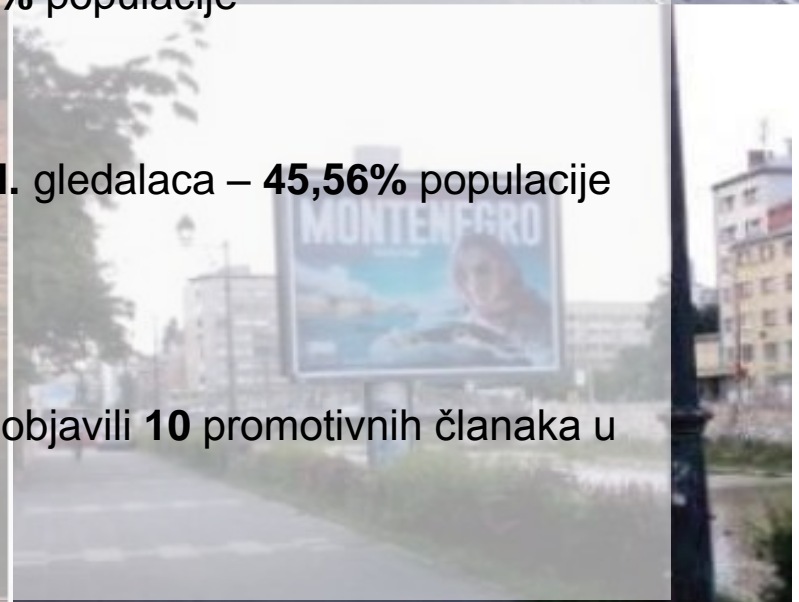 % populacije
. gledalaca – 45,56% populacije
MONTENEGRO
objavili 10 promotivnih članaka u